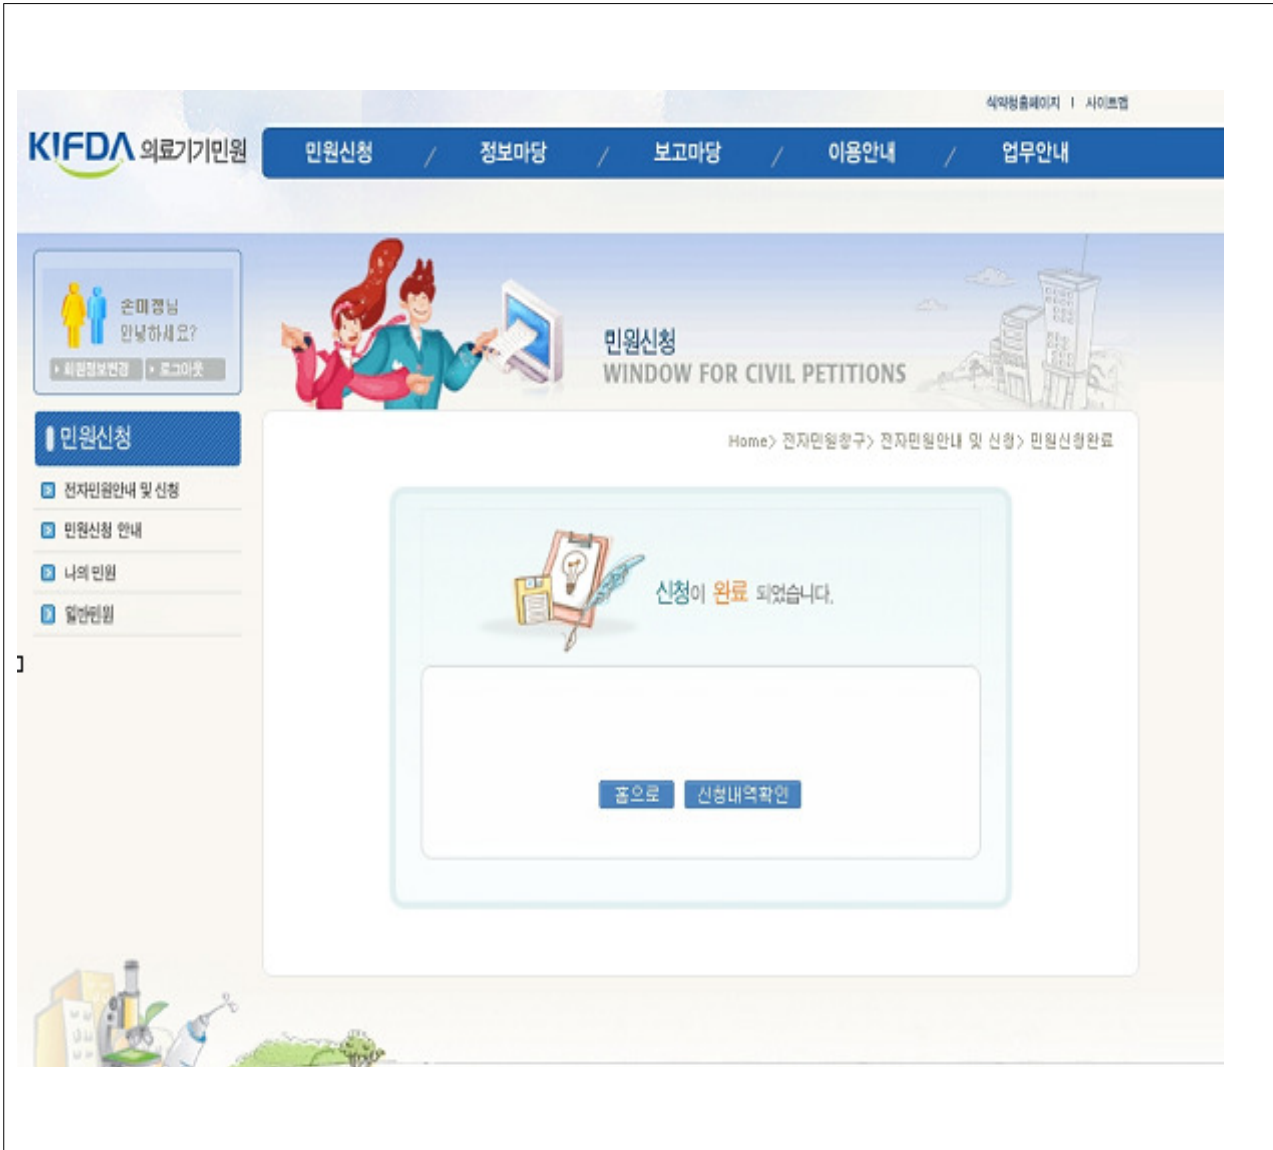 식약청홈페이지 | 사이트맵
KIFDA 의료기기민원
민원신청 / 정보마당 / 보고마당 / 이용안내 / 업무안내
손미정님
안녕하세요?
회원정보변경 로그아웃
민원신청
WINDOW FOR CIVIL PETITIONS
민원신청
Home> 전자민원창구> 전자민원안내 및 신청> 민원신청완료
전자민원안내 및 신청
민원신청 안내
나의 민원
일반민원
신청이 완료 되었습니다.
홈으로 신청내역확인